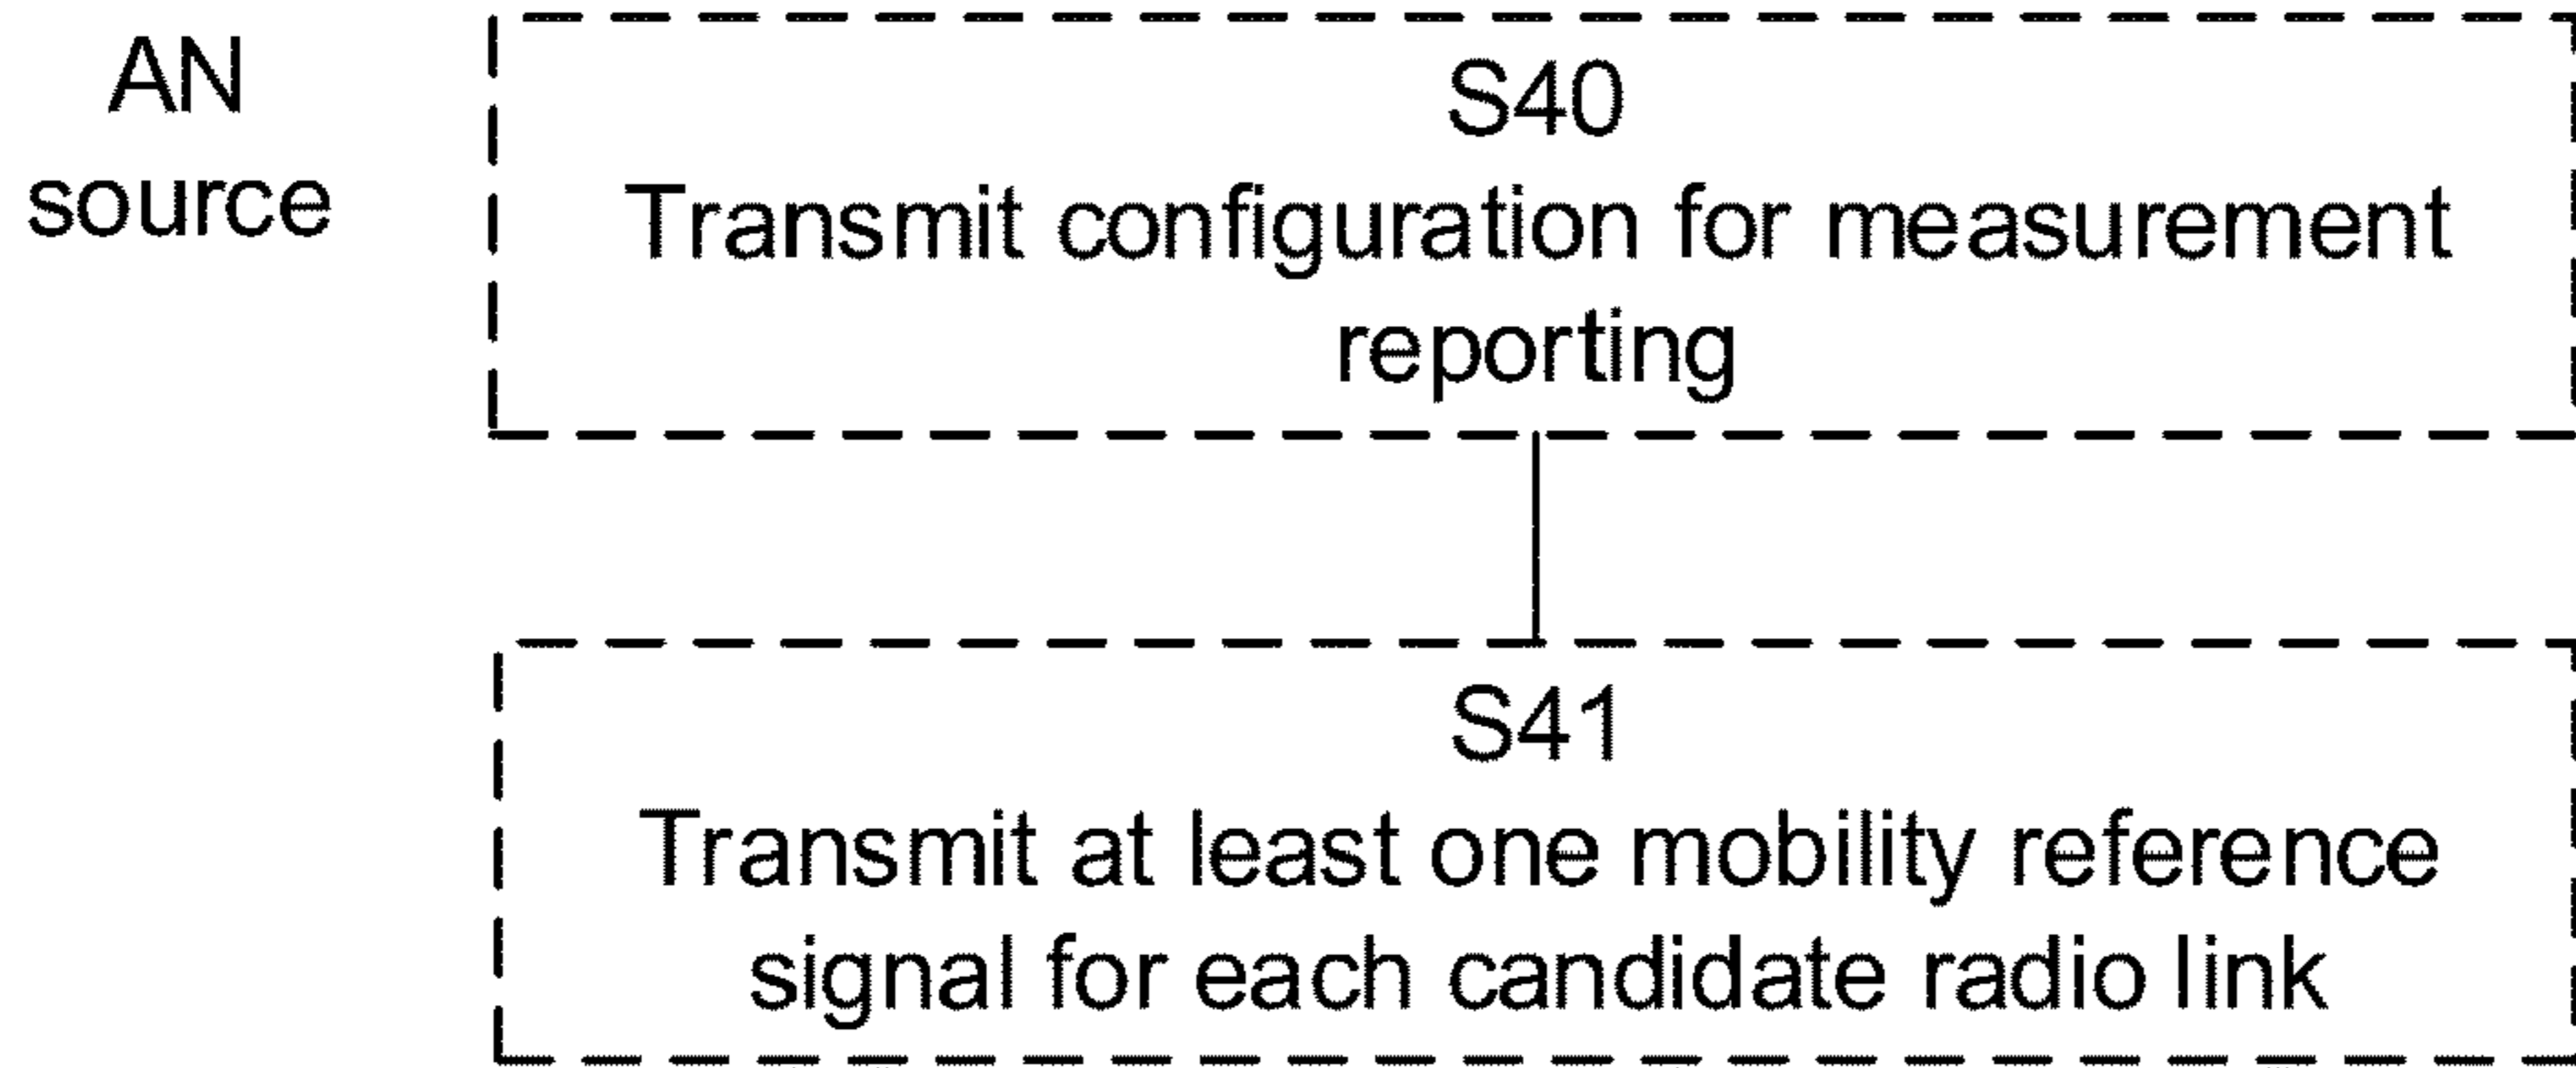 AN
source
S40
Transmit configuration for measurement
reporting
S41
Transmit at least one mobility reference
signal for each candidate radio link